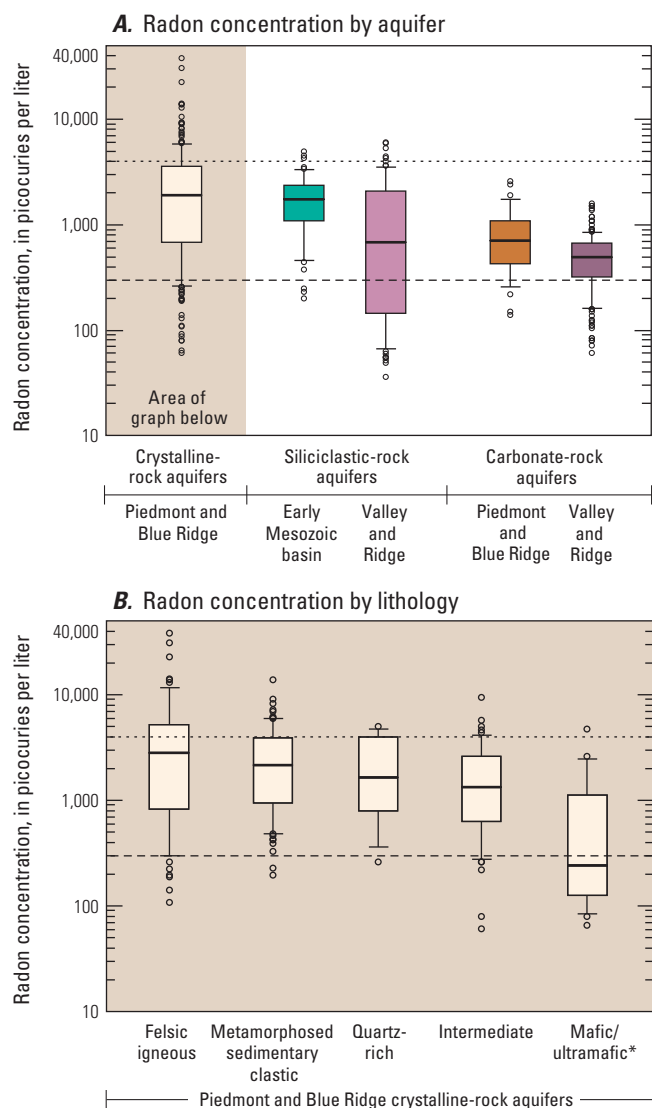 A. Radon concentration by aquifer
Radon concentration, in picocuries per liter
40,000
10,000
1,000
100
10
Area of
graph below
Crystalline-
rock aquifers
Siliciclastic-rock
aquifers
Carbonate-rock
aquifers
Piedmont and
Blue Ridge
Early
Mesozoic
basin
Valley
and
Ridge
Piedmont
and
Blue Ridge
Valley
and
Ridge
B. Radon concentration by lithology
Radon concentration, in picocuries per liter
40,000
10,000
1,000
100
10
Felsic
igneous
Metamorphosed
sedimentary
clastic
Quartz-
rich
Intermediate
Mafic/
ultramafic*
Piedmont and Blue Ridge crystalline-rock aquifers